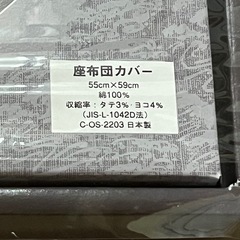 座布団カバー
55cm×59cm
綿100%
収縮率：タテ3%・ヨコ4%
(JIS-L-1042D法)
C-OS-2203 日本製